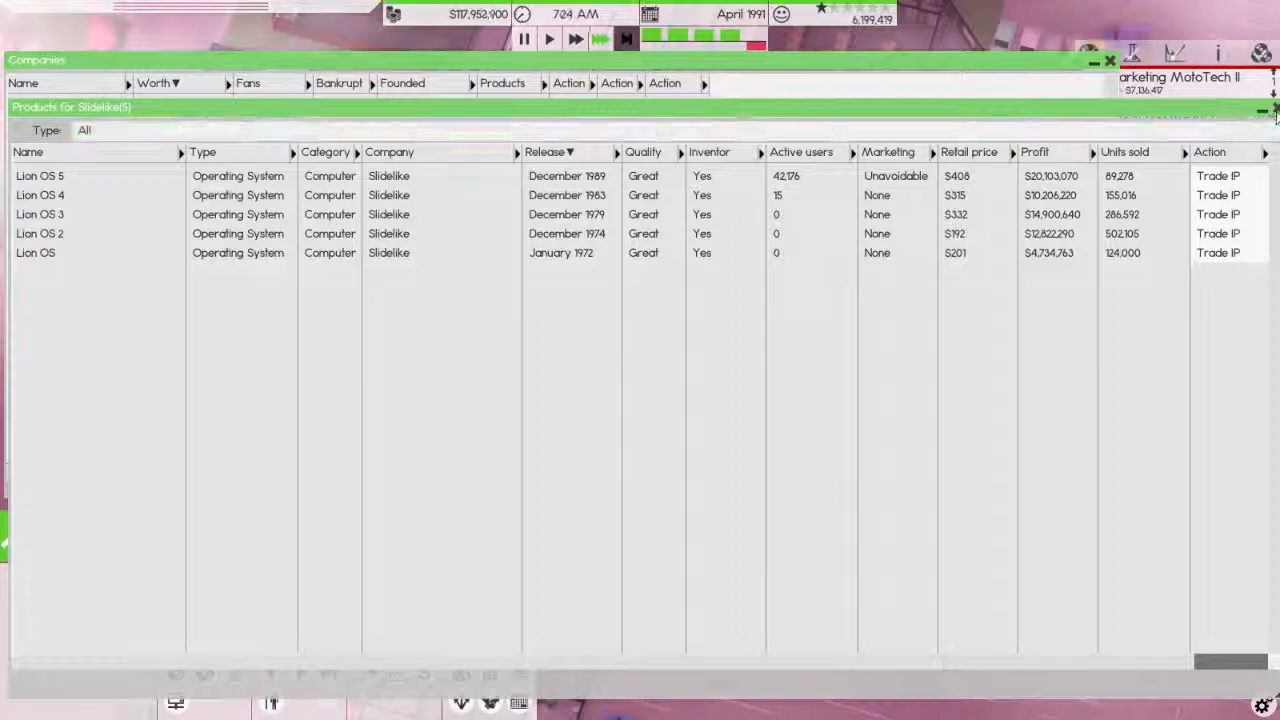 $117,952,900 7:24 AM April 1991 6,199,419
Companies
Name Worth▼ Fans Bankrupt Founded Products Action Action Action
arketing MotoTech II
$7,136,417
1
Products for Slidelike(5)
Type: All
Name Type Category Company Release▼ Quality Inventor Active users Marketing Retail price Profit Units sold Action
Lion OS 5 Operating System Computer Slidelike December 1989 Great Yes 42,176 Unavoidable $408 $20,103,070 89,278 Trade IP
Lion OS 4 Operating System Computer Slidelike December 1983 Great Yes 15 None $315 $10,206,220 155,016 Trade IP
Lion OS 3 Operating System Computer Slidelike December 1979 Great Yes 0 None $332 $14,900,640 286,592 Trade IP
Lion OS 2 Operating System Computer Slidelike December 1974 Great Yes 0 None $192 $12,822,290 502,105 Trade IP
Lion OS Operating System Computer Slidelike January 1972 Great Yes 0 None $201 $4,734,763 124,000 Trade IP